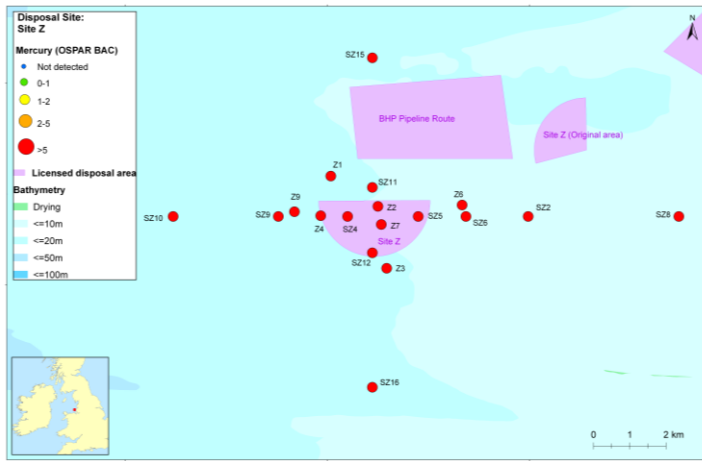 Disposal Site:
Site Z
Mercury (OSPAR BAC)
Not detected
0-1
1-2
2-5
>5
Licensed disposal area
Bathymetry
Drying
<=10m
<=20m
<=50m
<=100m
N
SZ15
BHP Pipeline Route
Site Z (Original area)
Z1
SZ11
Z9
Z2
Z6
SZ10
SZ9
Z4
SZ4
Z7
SZ5
SZ6
SZ2
SZ8
Site Z
SZ12
Z3
SZ16
0 1 2 km